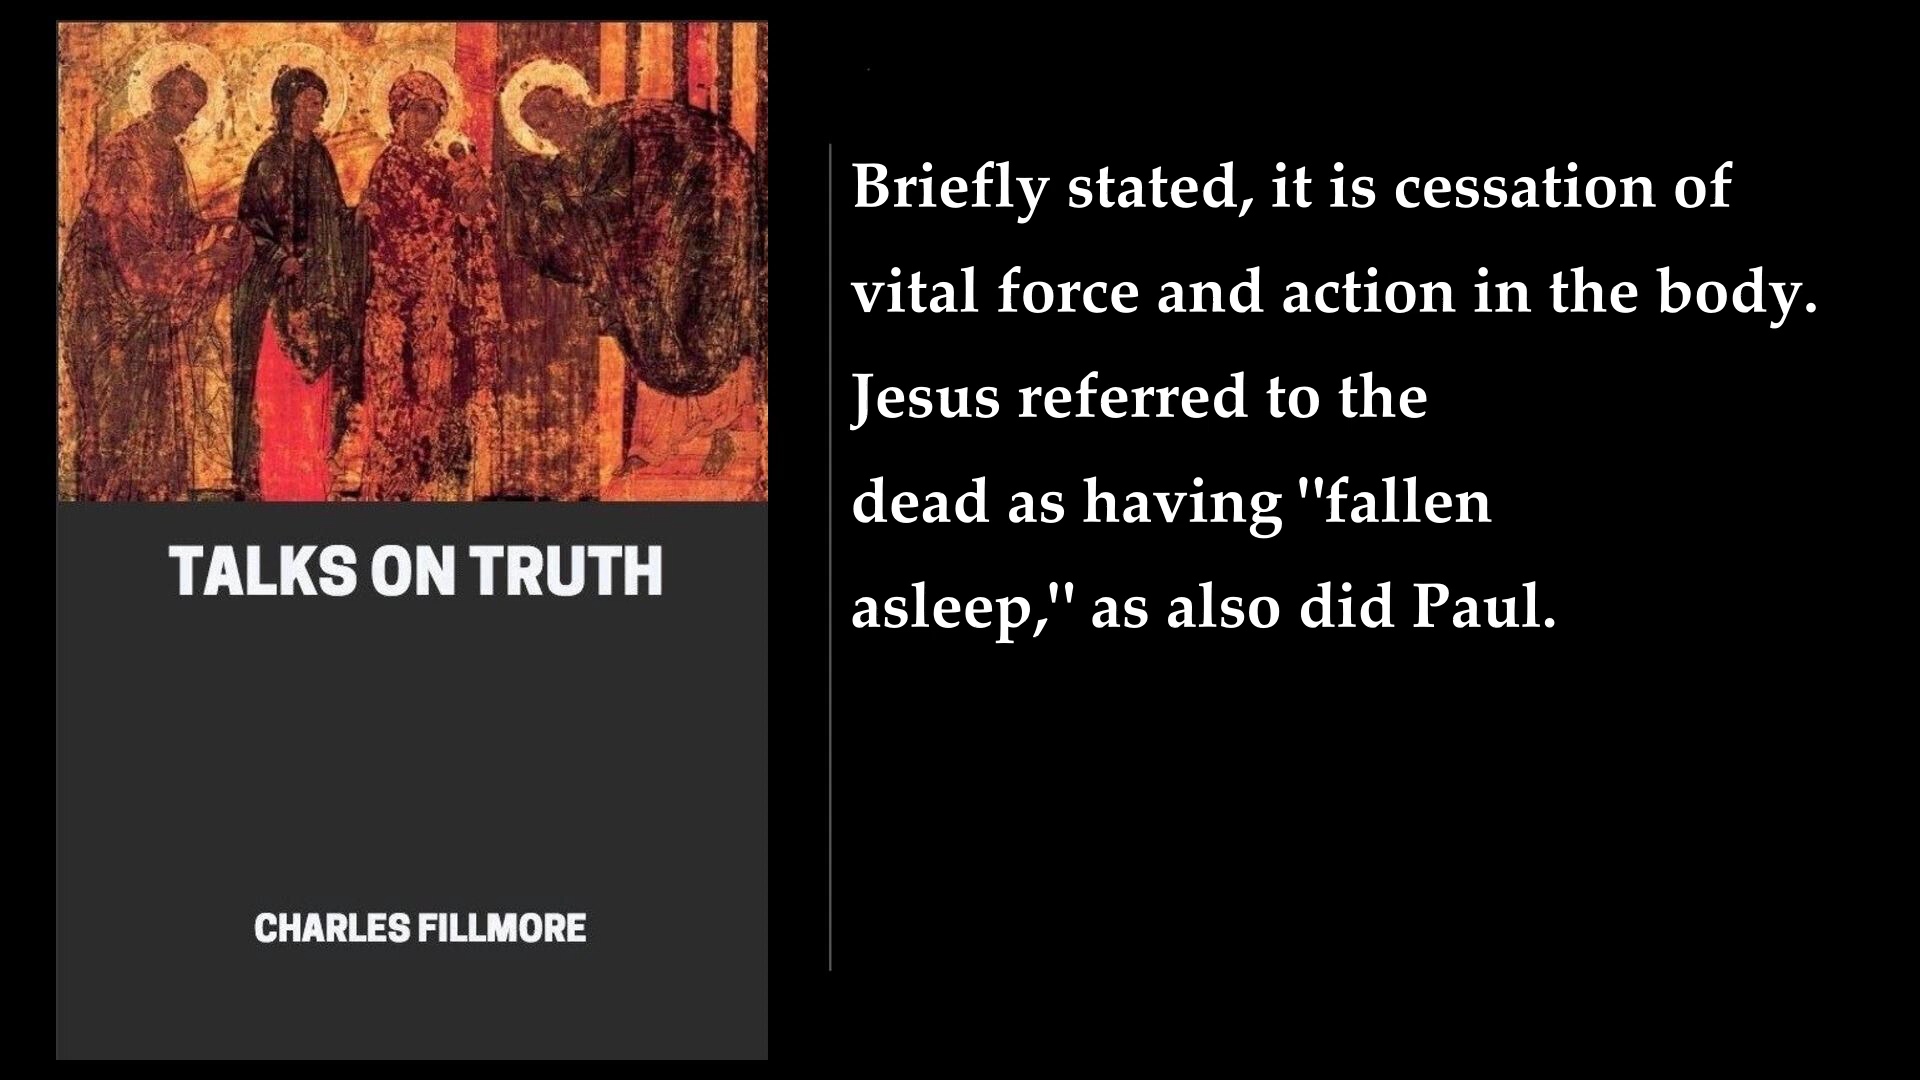 TALKS ON TRUTH
CHARLES FILLMORE
Briefly stated, it is cessation of
vital force and action in the body.
Jesus referred to the
dead as having "fallen
asleep," as also did Paul.